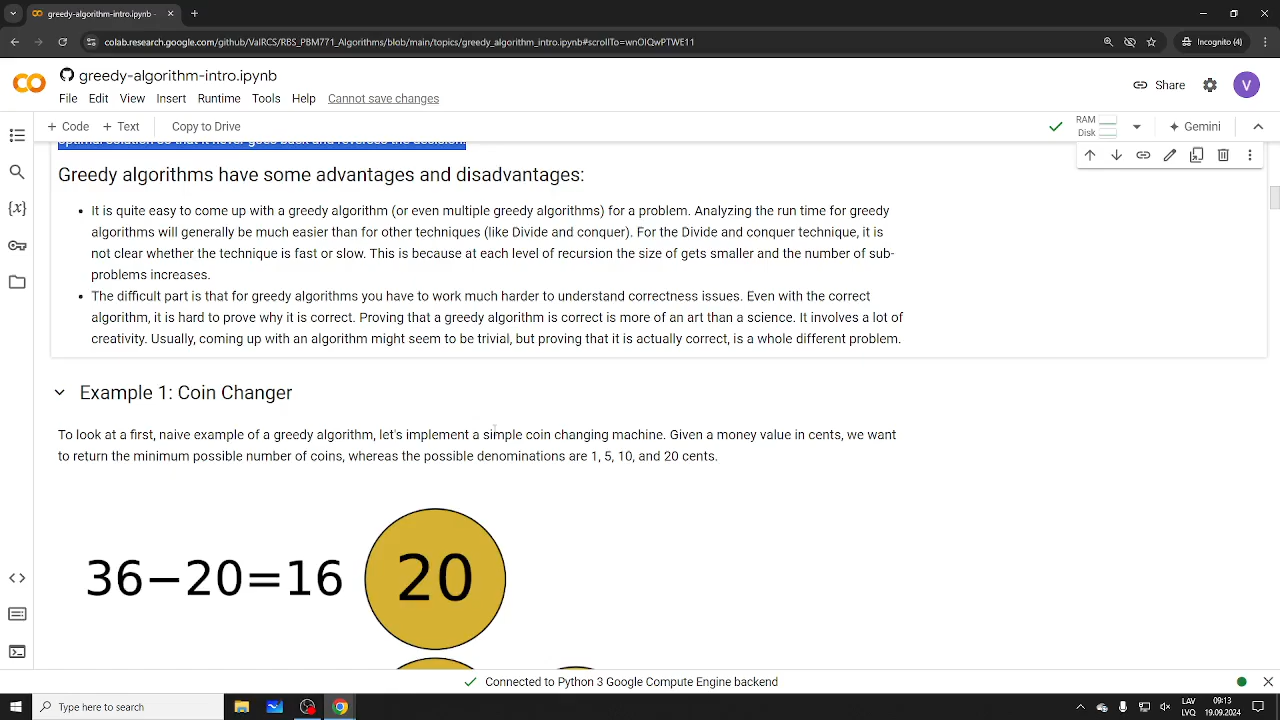 greedy-algorithm-intro.ipynb -
colab.research.google.com/github/ValRCS/RBS_PBM771_Algorithms/blob/main/topics/greedy_algorithm_intro.ipynb#scrollTo=wnOIQwPTWE11
Incognito (4)
greedy-algorithm-intro.ipynb
File Edit View Insert Runtime Tools Help Cannot save changes
Share
V
+ Code + Text Copy to Drive
RAM
Disk
Gemini
optimal solution so that it never goes back and reverses the decision.
Greedy algorithms have some advantages and disadvantages:
• It is quite easy to come up with a greedy algorithm (or even multiple greedy algorithms) for a problem. Analyzing the run time for greedy
algorithms will generally be much easier than for other techniques (like Divide and conquer). For the Divide and conquer technique, it is
not clear whether the technique is fast or slow. This is because at each level of recursion the size of gets smaller and the number of sub-
problems increases.
• The difficult part is that for greedy algorithms you have to work much harder to understand correctness issues. Even with the correct
algorithm, it is hard to prove why it is correct. Proving that a greedy algorithm is correct is more of an art than a science. It involves a lot of
creativity. Usually, coming up with an algorithm might seem to be trivial, but proving that it is actually correct, is a whole different problem.
Example 1: Coin Changer
To look at a first, naive example of a greedy algorithm, let's implement a simple coin changing machine. Given a money value in cents, we want
to return the minimum possible number of coins, whereas the possible denominations are 1, 5, 10, and 20 cents.
36−20=16 20
{x}
Connected to Python 3 Google Compute Engine backend
Type here to search
LAV
LVQ
09:13
19.09.2024